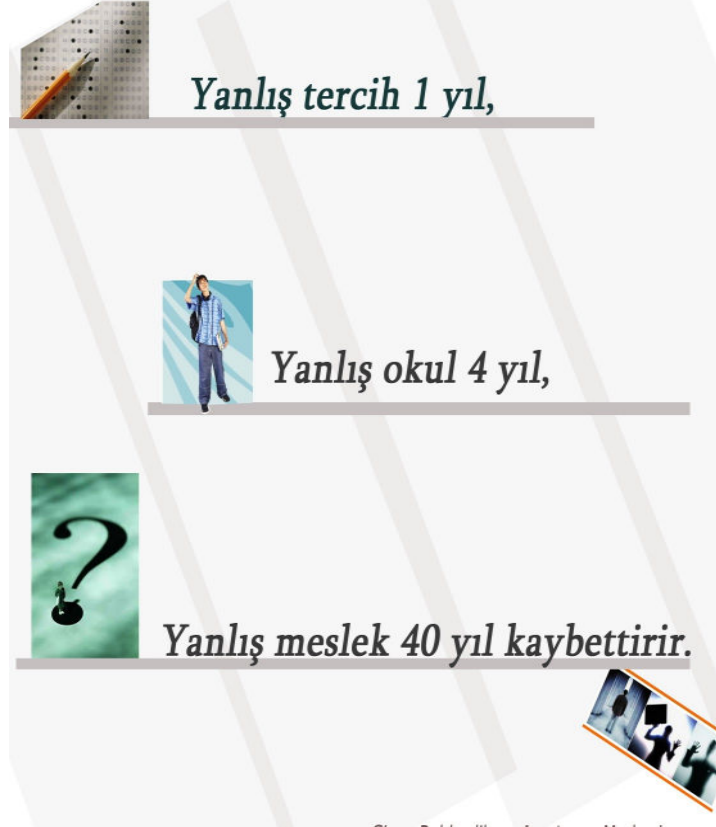 Yanlış tercih 1 yıl,
Yanlış okul 4 yıl,
Yanlış meslek 40 yıl kaybettirir.